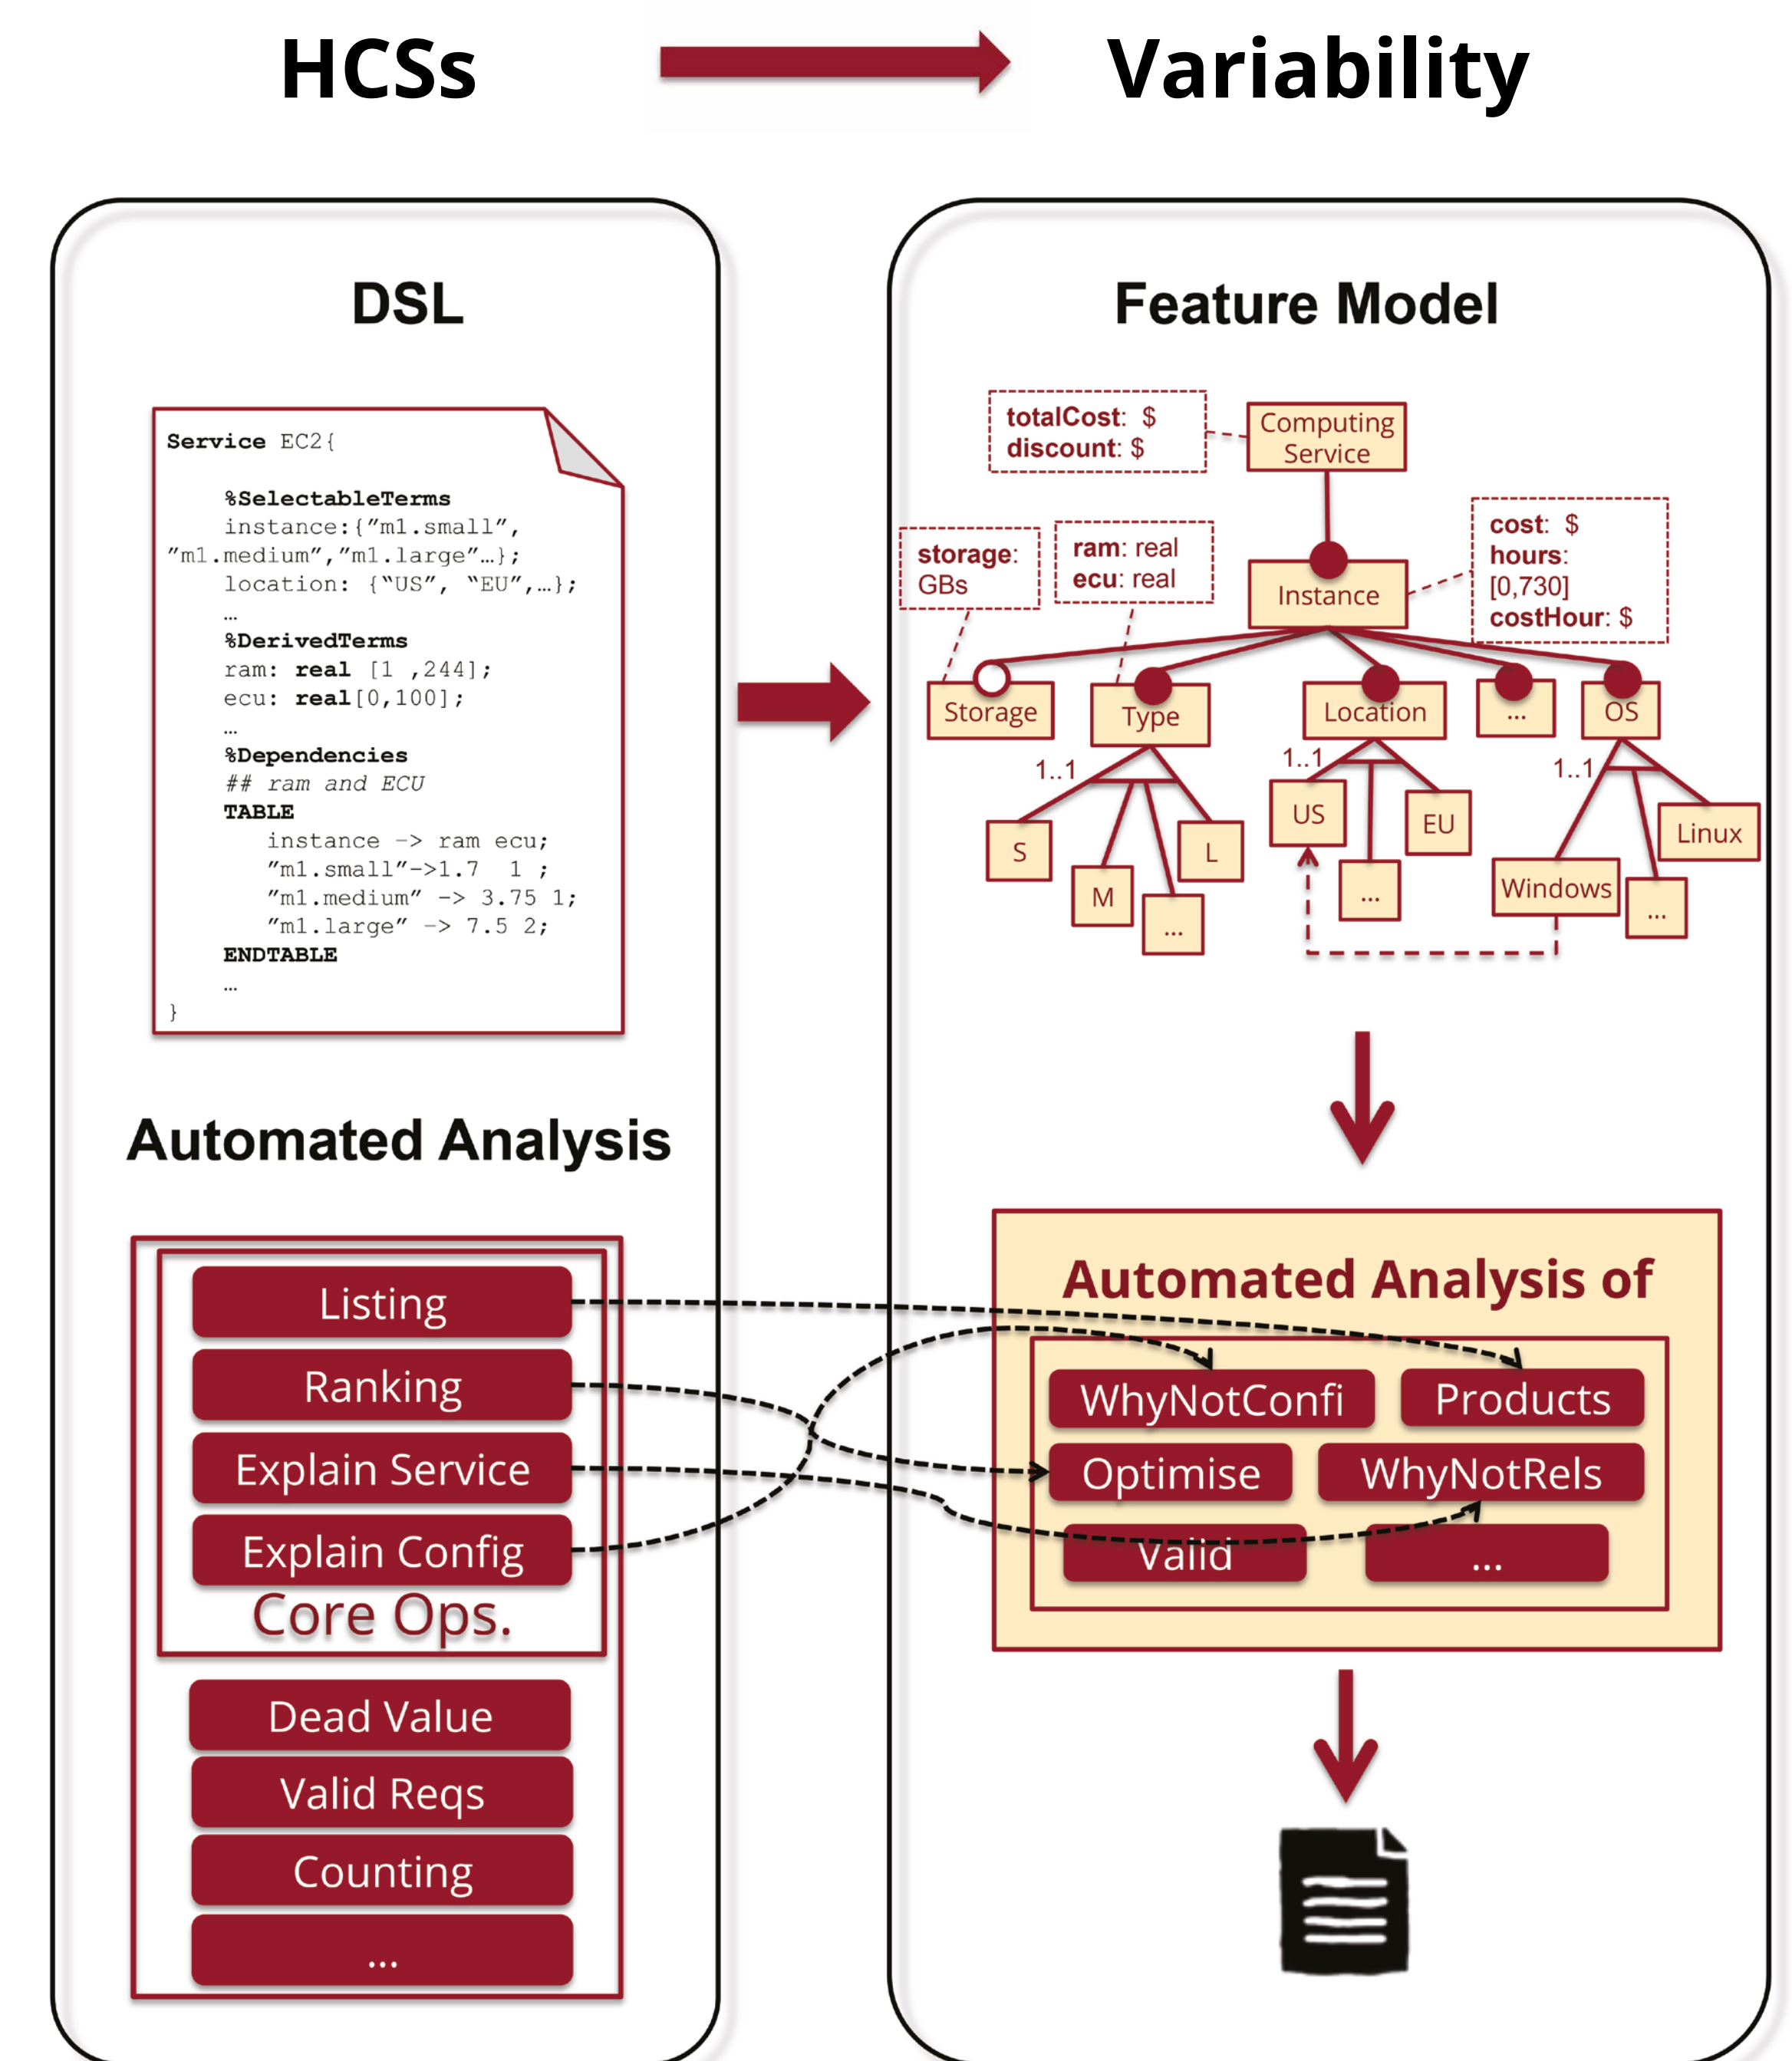 HCSs
Variability
DSL
Service EC2{
%SelectableTerms
instance:{”m1.small”,
”m1.medium”,”m1.large”…};
location: {“US”, “EU”,…};
…
%DerivedTerms
ram: real [1 ,244];
ecu: real[0,100];
…
%Dependencies
## ram and ECU
TABLE
instance –> ram ecu;
”m1.small”–>1.7 1 ;
”m1.medium” –> 3.75 1;
”m1.large” –> 7.5 2;
ENDTABLE
…
}
Automated Analysis
Listing
Ranking
Explain Service
Explain Config
Core Ops.
Dead Value
Valid Reqs
Counting
...
Feature Model
totalCost: $
discount: $
Computing
Service
storage:
GBs
ram: real
ecu: real
Instance
cost: $
hours:
[0,730]
costHour: $
Storage
Type
Location
...
OS
1..1
1..1
1..1
S
M
...
L
US
...
EU
Windows
...
Linux
Automated Analysis of
WhyNotConfi
Products
Optimise
WhyNotRels
Valid
...